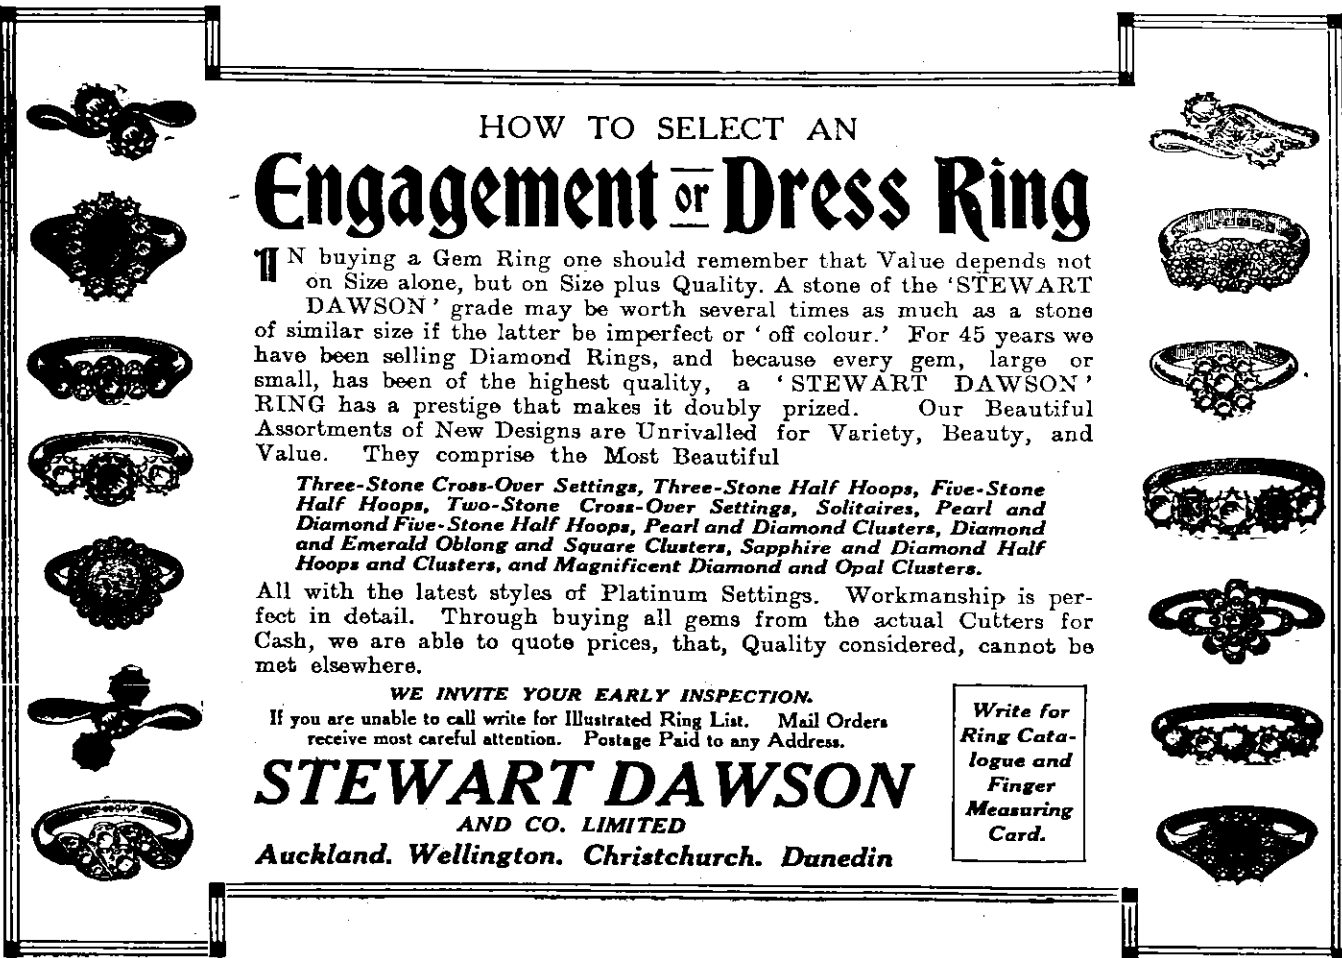 HOW TO SELECT AN
Engagement or Dress Ring
IN buying a Gem Ring one should remember that Value depends not
on Size alone, but on Size plus Quality. A stone of the ‘STEWART
DAWSON’ grade may be worth several times as much as a stone
of similar size if the latter be imperfect or ‘off colour.’ For 45 years we
have been selling Diamond Rings, and because every gem, large or
small, has been of the highest quality, a ‘STEWART DAWSON’
RING has a prestige that makes it doubly prized. Our Beautiful
Assortments of New Designs are Unrivalled for Variety, Beauty, and
Value. They comprise the Most Beautiful
Three-Stone Cross-Over Settings, Three-Stone Half Hoops, Five-Stone
Half Hoops, Two-Stone Cross-Over Settings, Solitaires, Pearl and
Diamond Five-Stone Half Hoops, Pearl and Diamond Clusters, Diamond
and Emerald Oblong and Square Clusters, Sapphire and Diamond Half
Hoops and Clusters, and Magnificent Diamond and Opal Clusters.
All with the latest styles of Platinum Settings. Workmanship is per-
fect in detail. Through buying all gems from the actual Cutters for
Cash, we are able to quote prices, that, Quality considered, cannot be
met elsewhere.
WE INVITE YOUR EARLY INSPECTION.
If you are unable to call write for Illustrated Ring List. Mail Orders
receive most careful attention. Postage Paid to any Address.
STEWART DAWSON
AND CO. LIMITED
Auckland. Wellington. Christchurch. Dunedin
Write for
Ring Cata-
logue and
Finger
Measuring
Card.